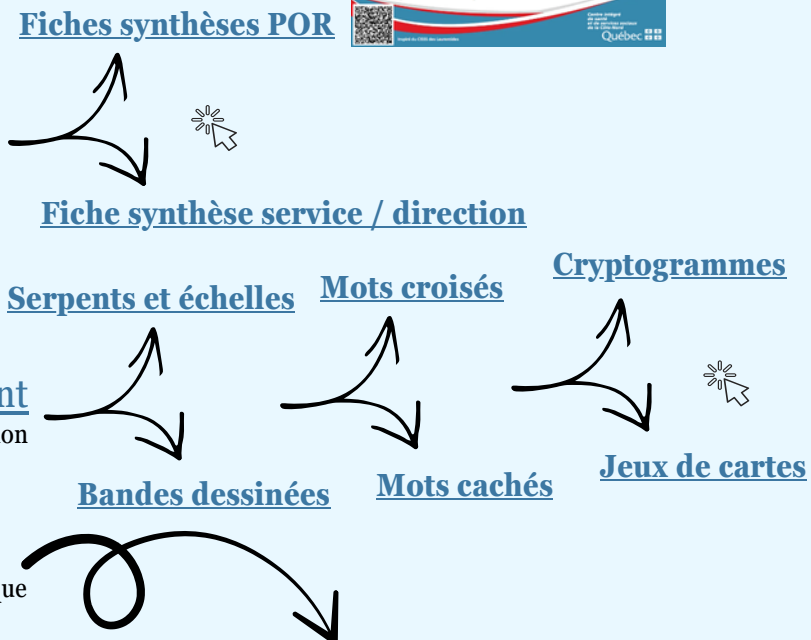 Fiches synthèses POR
Québec
Fiche synthèse service / direction
Cryptogrammes
Mots croisés
Serpents et échelles
nt
on
Jeux de cartes
Mots cachés
Bandes dessinées
ue